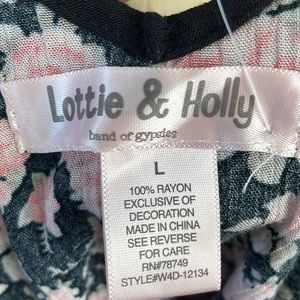 Lottie & Holly
band of gypsies
L
100% RAYON
EXCLUSIVE OF
DECORATION
MADE IN CHINA
SEE REVERSE
FOR CARE
RN#78749
STYLE#W4D-12134